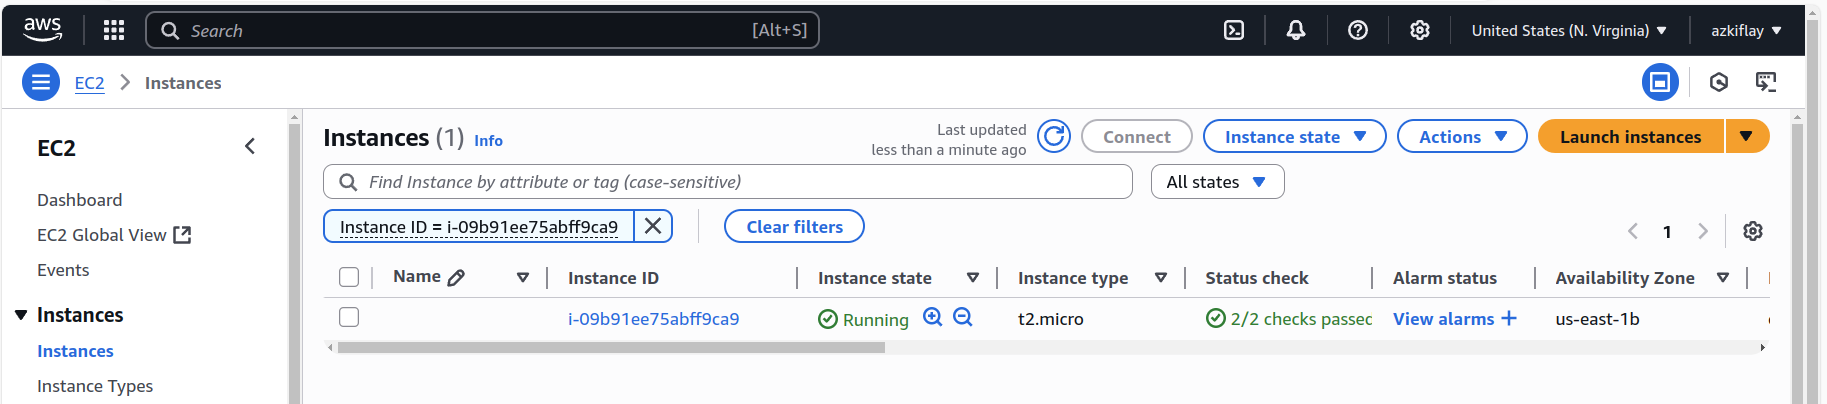 aws Search [Alt+S] United States (N. Virginia) azkiflay
EC2 Instances
EC2
Dashboard
EC2 Global View
Events
Instances
Instances
Instance Types
Instances (1) Info Last updated less than a minute ago Connect Instance state Actions Launch instances
Find Instance by attribute or tag (case-sensitive) All states
Instance ID = i-09b91ee75abff9ca9 Clear filters 1
Name Instance ID Instance state Instance type Status check Alarm status Availability Zone
i-09b91ee75abff9ca9 Running t2.micro 2/2 checks passec View alarms + us-east-1b